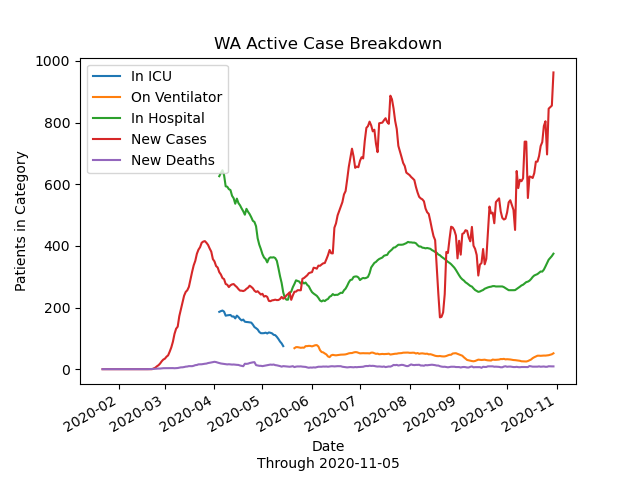 WA Active Case Breakdown
In ICU
On Ventilator
In Hospital
New Cases
New Deaths
Patients in Category
1000
800
600
400
200
0
2020-02
2020-03
2020-04
2020-05
2020-06
2020-07
2020-08
2020-09
2020-10
2020-11
Date
Through 2020-11-05